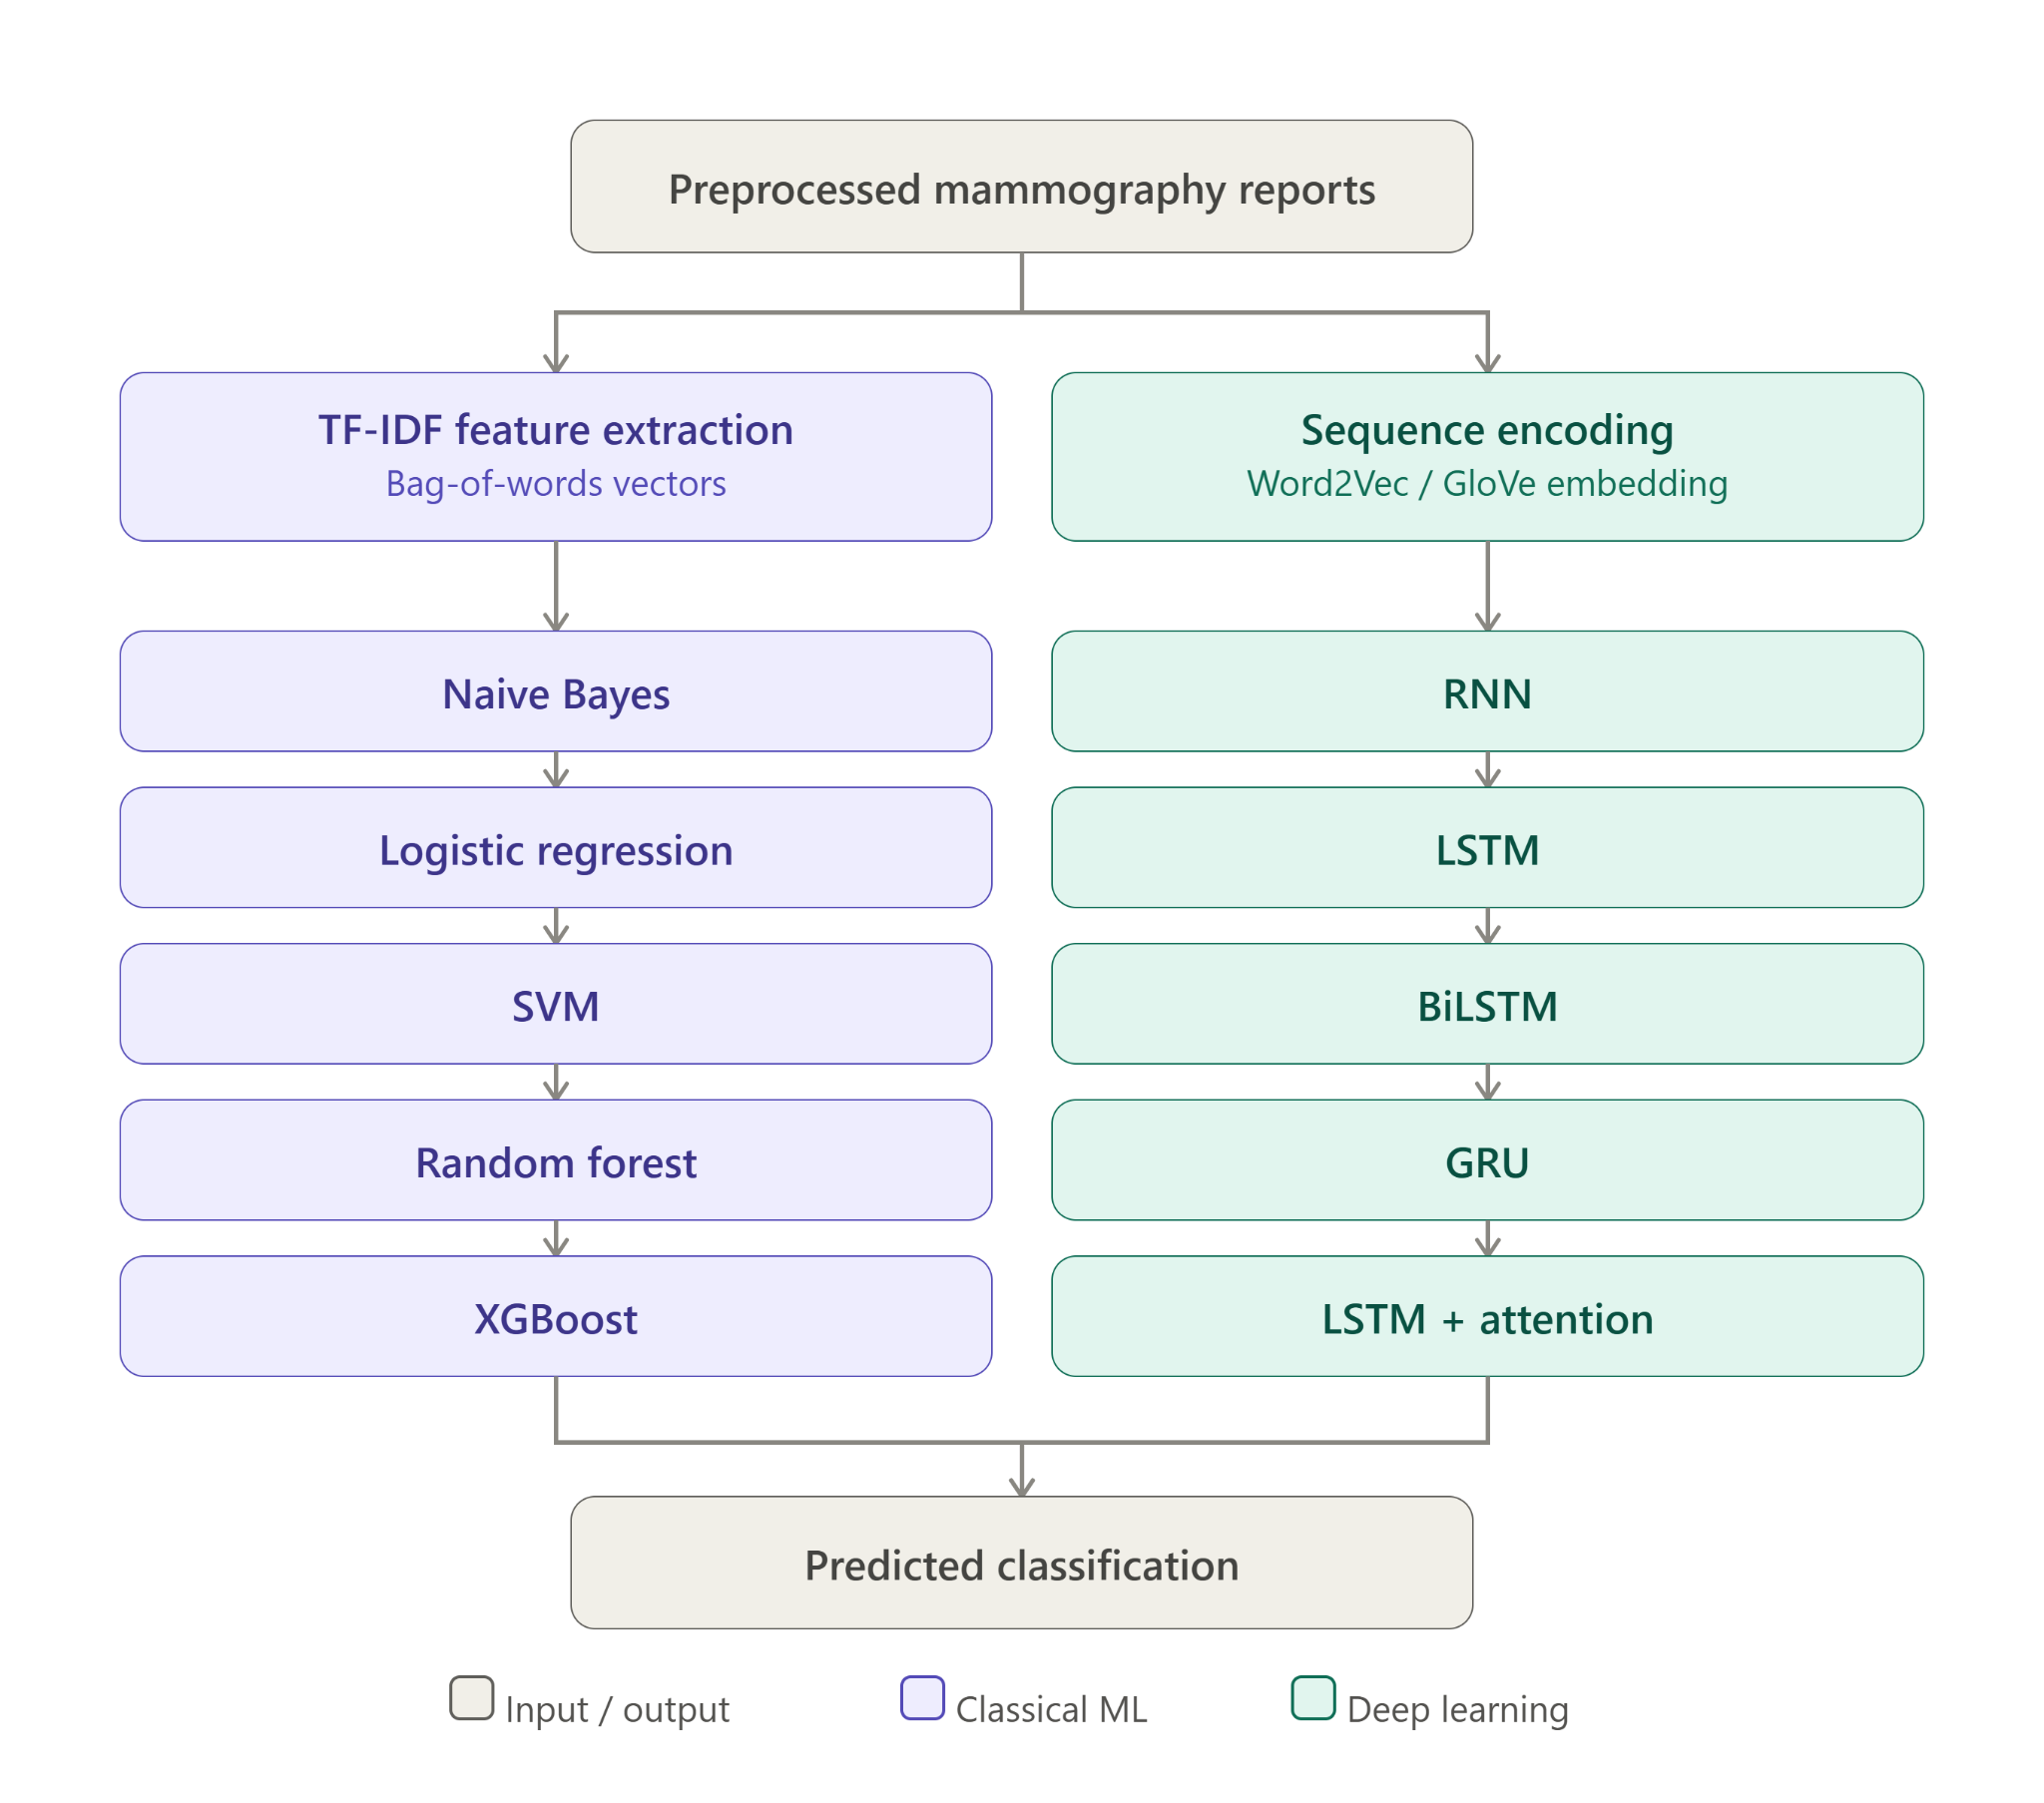 Preprocessed mammography reports
TF-IDF feature extraction
Bag-of-words vectors
Sequence encoding
Word2Vec / GloVe embedding
Naive Bayes
RNN
Logistic regression
LSTM
SVM
BiLSTM
Random forest
GRU
XGBoost
LSTM + attention
Predicted classification
Input / output
Classical ML
Deep learning